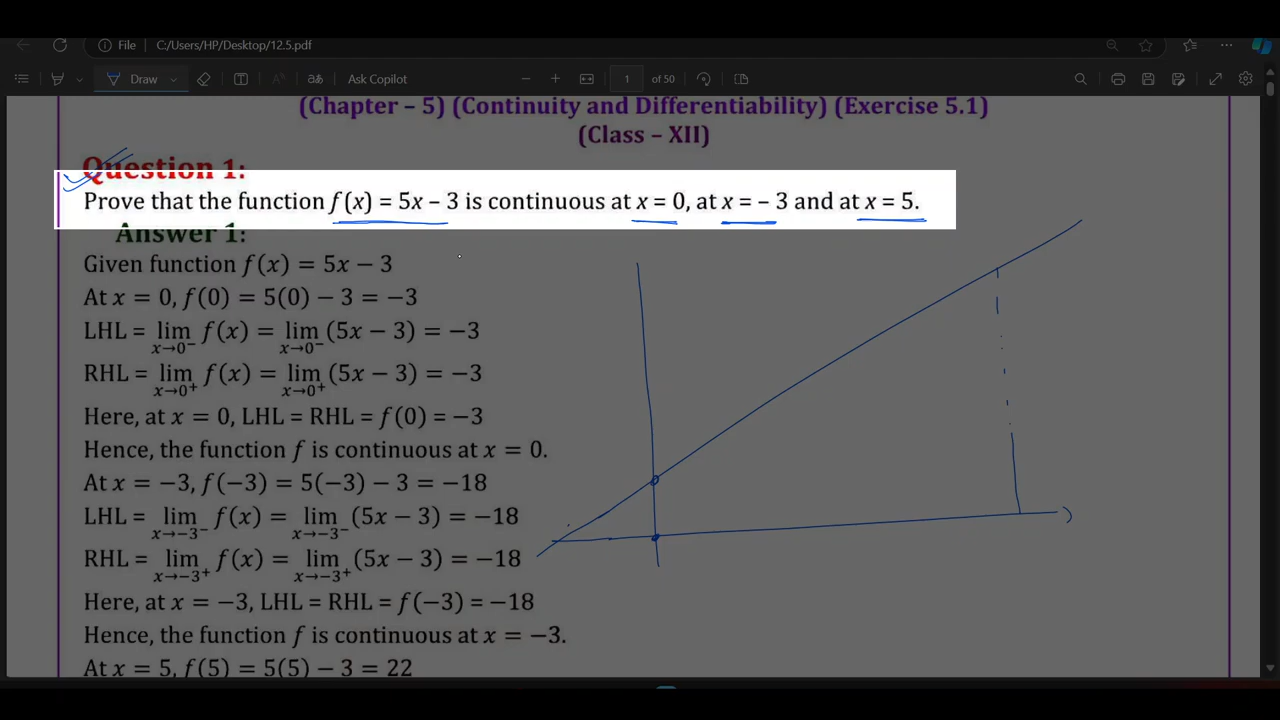 File C:/Users/HP/Desktop/12.5.pdf
Draw Ask Copilot 1 of 50
(Chapter – 5) (Continuity and Differentiability) (Exercise 5.1)
(Class – XII)
Question 1:
Prove that the function f (x) = 5x – 3 is continuous at x = 0, at x = – 3 and at x = 5.
Answer 1:
Given function f(x) = 5x − 3
At x = 0, f(0) = 5(0) − 3 = −3
LHL = lim x→0⁻ f(x) = lim x→0⁻ (5x − 3) = −3
RHL = lim x→0⁺ f(x) = lim x→0⁺ (5x − 3) = −3
Here, at x = 0, LHL = RHL = f(0) = −3
Hence, the function f is continuous at x = 0.
At x = −3, f(−3) = 5(−3) − 3 = −18
LHL = lim x→−3⁻ f(x) = lim x→−3⁻ (5x − 3) = −18
RHL = lim x→−3⁺ f(x) = lim x→−3⁺ (5x − 3) = −18
Here, at x = −3, LHL = RHL = f(−3) = −18
Hence, the function f is continuous at x = −3.
At x = 5, f(5) = 5(5) − 3 = 22